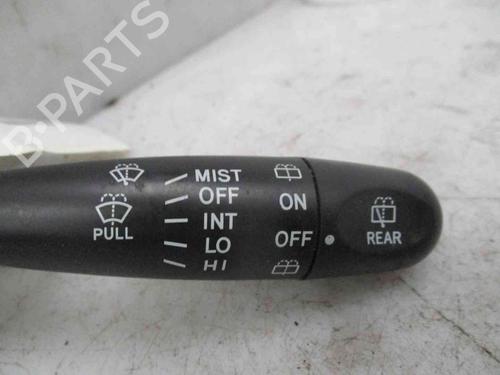 B-PARTS
MIST
OFF
INT
LO
HI
PULL
ON
OFF
REAR